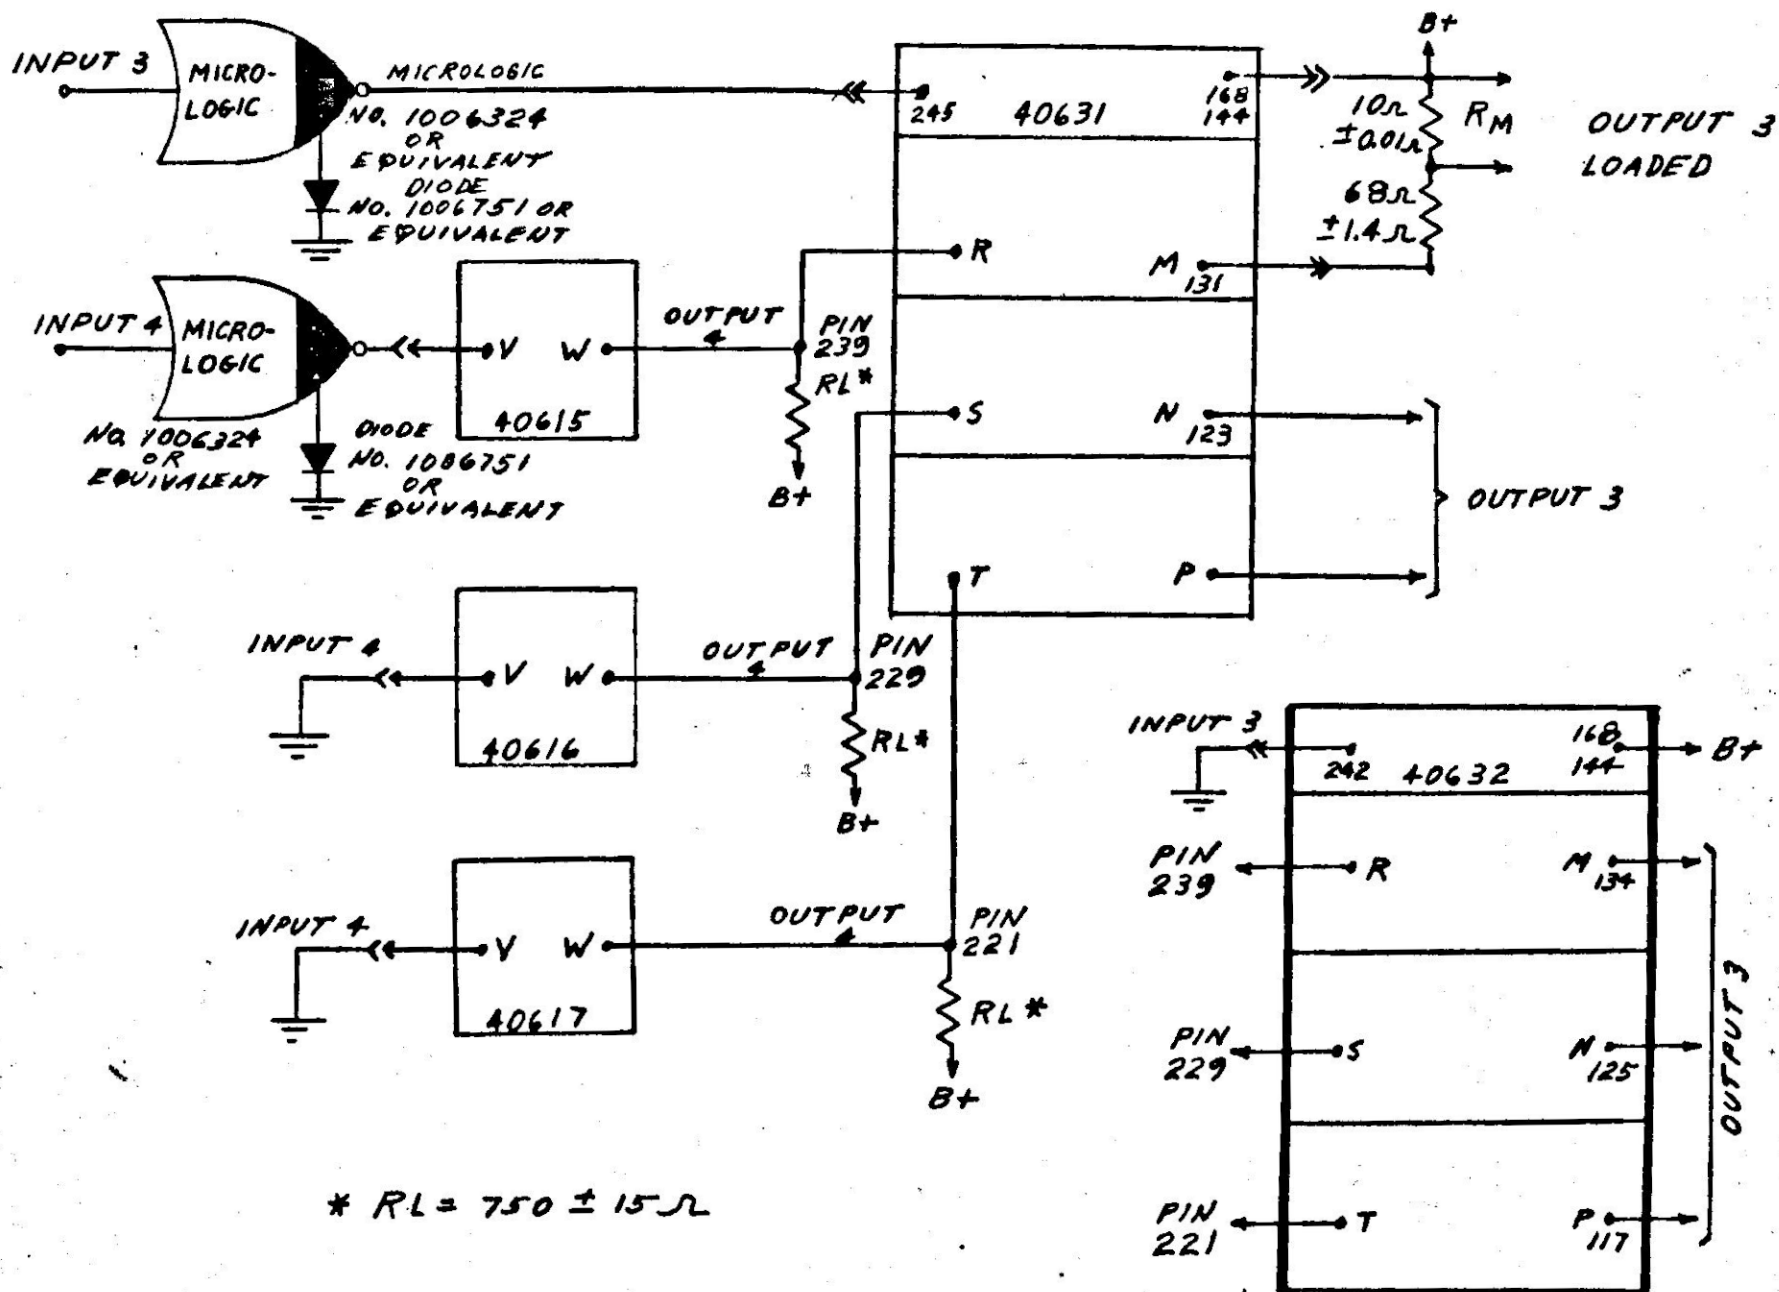 INPUT 3
MICRO-
LOGIC
MICROLOGIC
NO. 1006324
OR
EQUIVALENT
DIODE
NO. 1006751 OR
EQUIVALENT
245
40631
168
144
R
M
131
S
N
123
T
P
B+
10Ω
±0.01Ω
RM
68Ω
±1.4Ω
OUTPUT 3
LOADED
OUTPUT 3
INPUT 4
MICRO-
LOGIC
NO. 1006324
OR
EQUIVALENT
DIODE
NO. 1006751
OR
EQUIVALENT
V W
40615
OUTPUT
4
PIN
239
RL*
B+
INPUT 4
V W
40616
OUTPUT
4
PIN
229
RL*
B+
INPUT 4
V W
40617
OUTPUT
4
PIN
221
RL*
B+
INPUT 3
242
40632
168
144
B+
PIN
239
R
M
134
PIN
229
S
N
125
PIN
221
T
P
117
OUTPUT 3
* RL = 750 ± 15 Ω